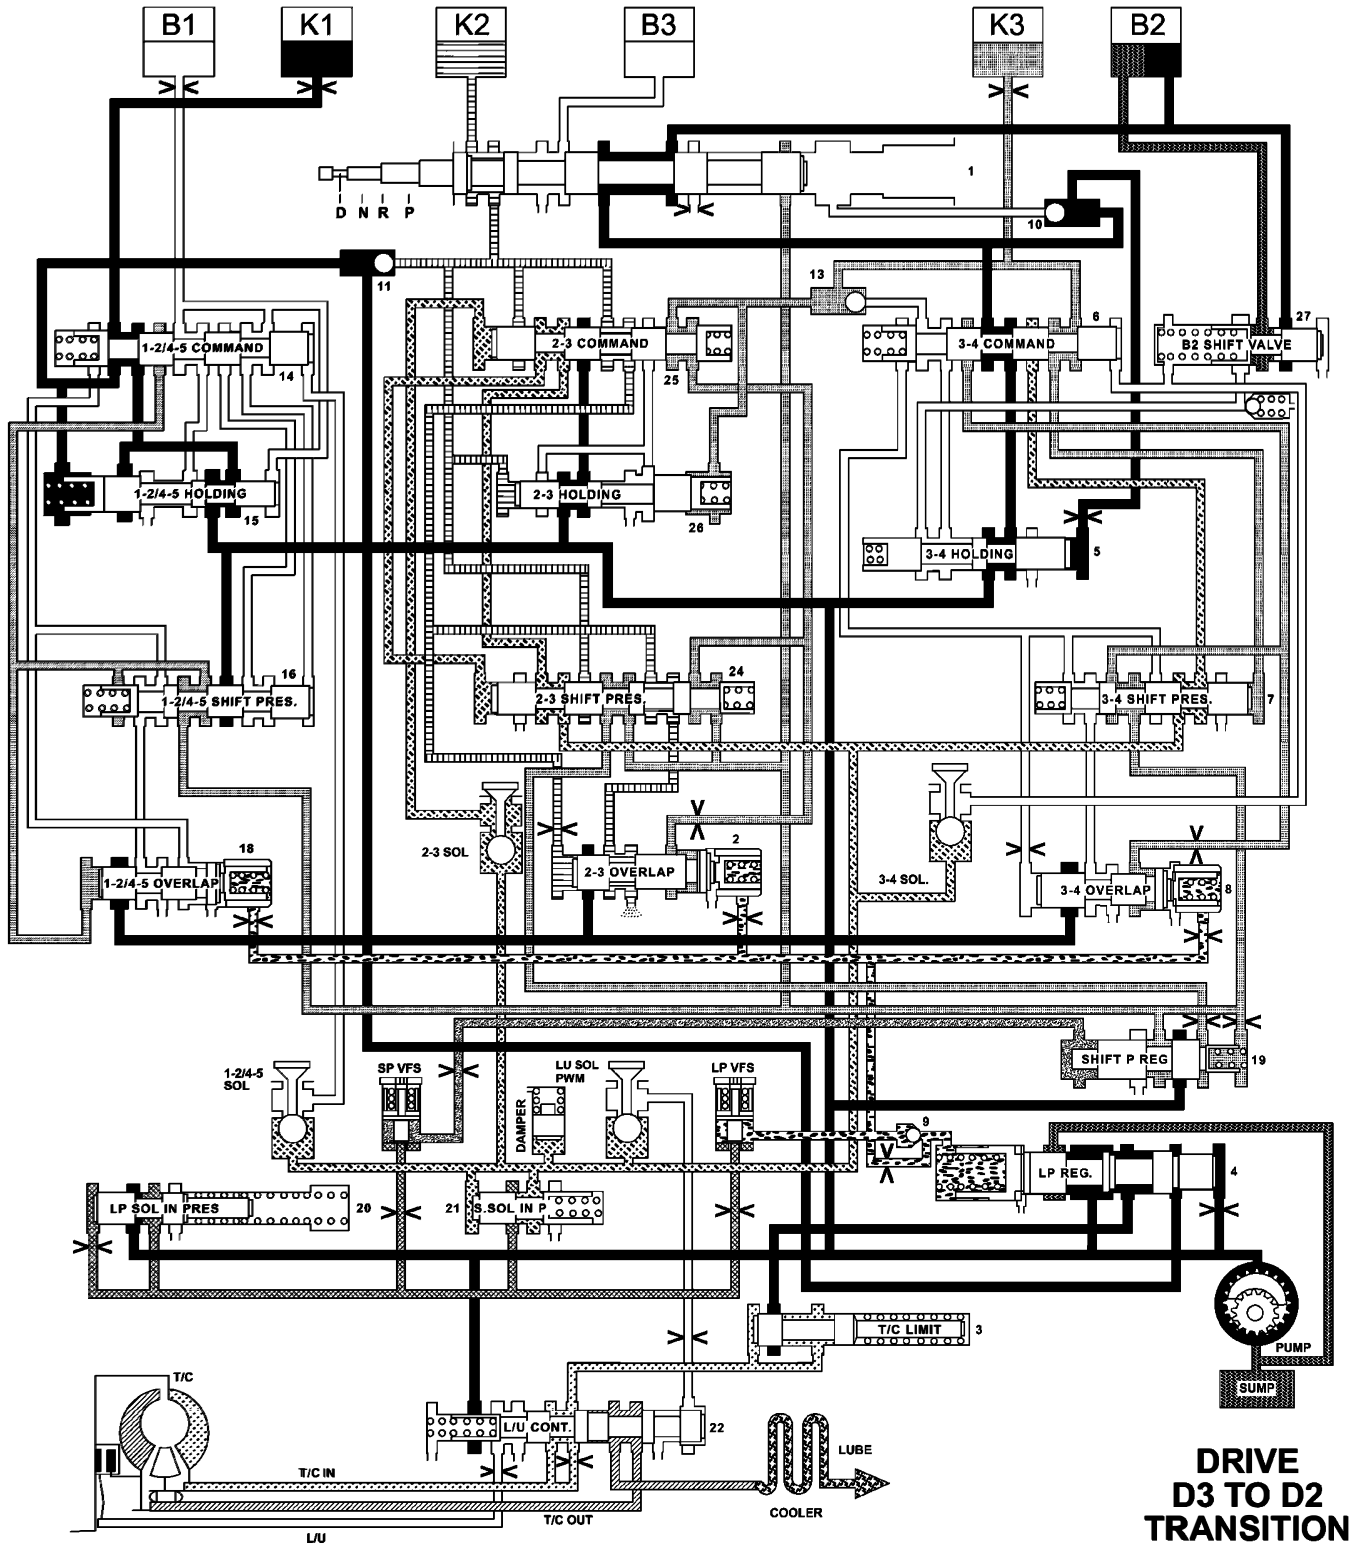 B1
K1
K2
B3
K3
B2
1
D N R P
10
11
13
6
27
1-2/4-5 COMMAND
2-3 COMMAND
3-4 COMMAND
B2 SHIFT VALVE
14
25
1-2/4-5 HOLDING
2-3 HOLDING
15
26
3-4 HOLDING
5
16
24
1-2/4-5 SHIFT PRES.
2-3 SHIFT PRES.
3-4 SHIFT PRES.
7
2-3 SOL
18
2
3-4 SOL.
1-2/4-5 OVERLAP
2-3 OVERLAP
3-4 OVERLAP
8
SHIFT P REG
19
1-2/4-5
SOL
SP VFS
LU SOL
PWM
LP VFS
DAMPER
9
LP REG.
4
LP SOL IN PRES
20
21
S.SOL IN P
T/C LIMIT
3
PUMP
SUMP
T/C
L/U CONT.
22
LUBE
T/C IN
COOLER
T/C OUT
L/U
DRIVE
D3 TO D2
TRANSITION